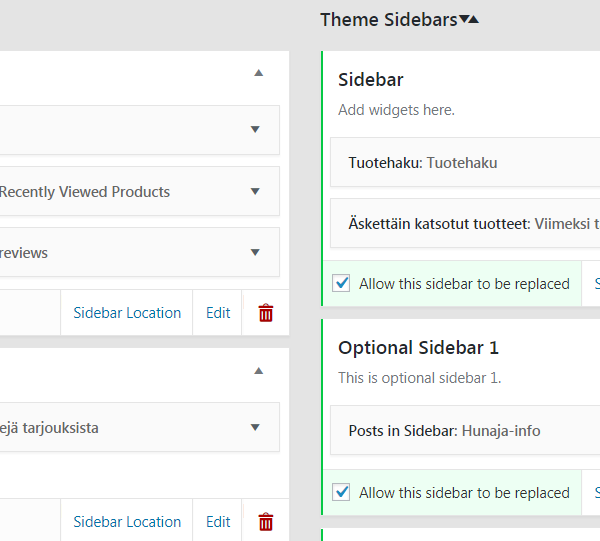 Recently Viewed Products
reviews
Sidebar Location
Edit
ejä tarjouksista
Sidebar Location
Edit
Theme Sidebars
Sidebar
Add widgets here.
Tuotehaku: Tuotehaku
Äskettäin katsotut tuotteet: Viimeksi t
Allow this sidebar to be replaced
S
Optional Sidebar 1
This is optional sidebar 1.
Posts in Sidebar: Hunaja-info
Allow this sidebar to be replaced
S